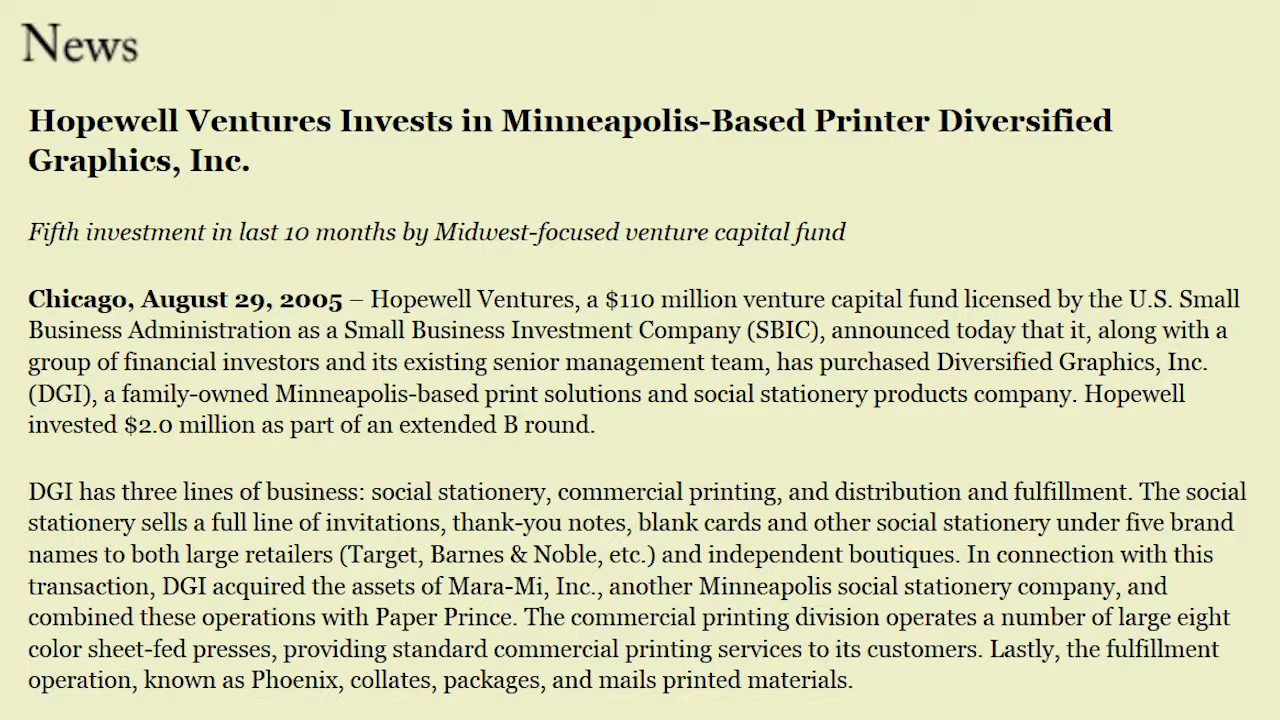 News
Hopewell Ventures Invests in Minneapolis-Based Printer Diversified
Graphics, Inc.
Fifth investment in last 10 months by Midwest-focused venture capital fund
Chicago, August 29, 2005 – Hopewell Ventures, a $110 million venture capital fund licensed by the U.S. Small
Business Administration as a Small Business Investment Company (SBIC), announced today that it, along with a
group of financial investors and its existing senior management team, has purchased Diversified Graphics, Inc.
(DGI), a family-owned Minneapolis-based print solutions and social stationery products company. Hopewell
invested $2.0 million as part of an extended B round.
DGI has three lines of business: social stationery, commercial printing, and distribution and fulfillment. The social
stationery sells a full line of invitations, thank-you notes, blank cards and other social stationery under five brand
names to both large retailers (Target, Barnes & Noble, etc.) and independent boutiques. In connection with this
transaction, DGI acquired the assets of Mara-Mi, Inc., another Minneapolis social stationery company, and
combined these operations with Paper Prince. The commercial printing division operates a number of large eight
color sheet-fed presses, providing standard commercial printing services to its customers. Lastly, the fulfillment
operation, known as Phoenix, collates, packages, and mails printed materials.